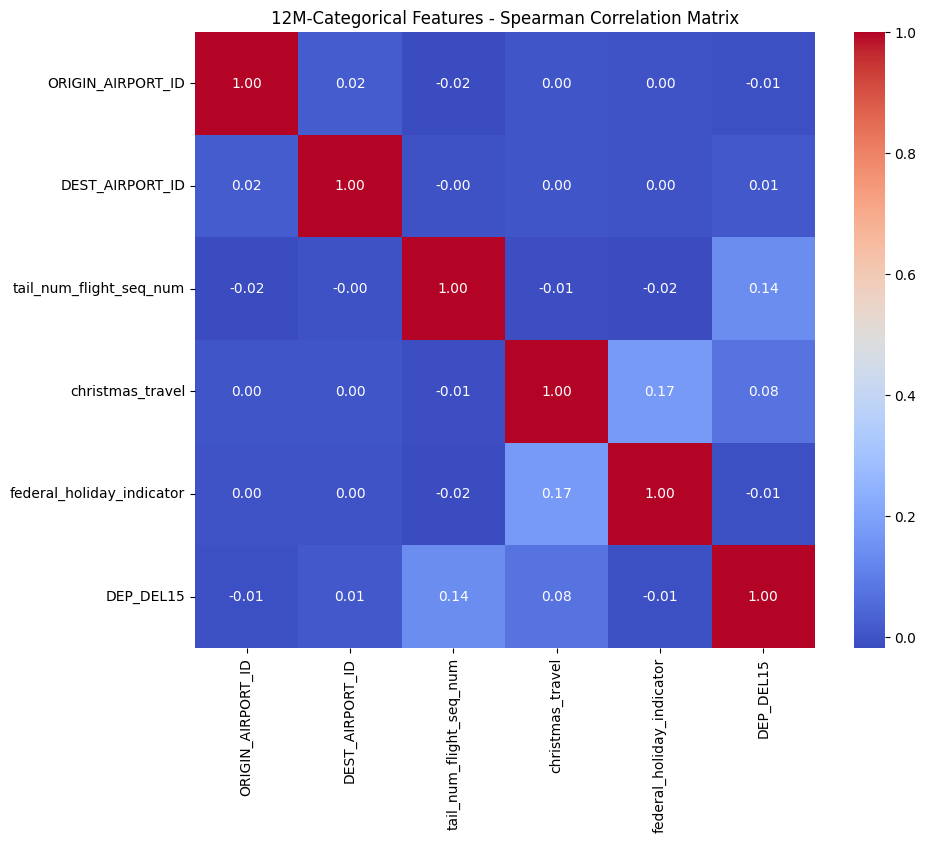 12M-Categorical Features - Spearman Correlation Matrix
ORIGIN_AIRPORT_ID 1.00 0.02 -0.02 0.00 0.00 -0.01
DEST_AIRPORT_ID 0.02 1.00 -0.00 0.00 0.00 0.01
tail_num_flight_seq_num -0.02 -0.00 1.00 -0.01 -0.02 0.14
christmas_travel 0.00 0.00 -0.01 1.00 0.17 0.08
federal_holiday_indicator 0.00 0.00 -0.02 0.17 1.00 -0.01
DEP_DEL15 -0.01 0.01 0.14 0.08 -0.01 1.00
ORIGIN_AIRPORT_ID
DEST_AIRPORT_ID
tail_num_flight_seq_num
christmas_travel
federal_holiday_indicator
DEP_DEL15
1.0
0.8
0.6
0.4
0.2
0.0